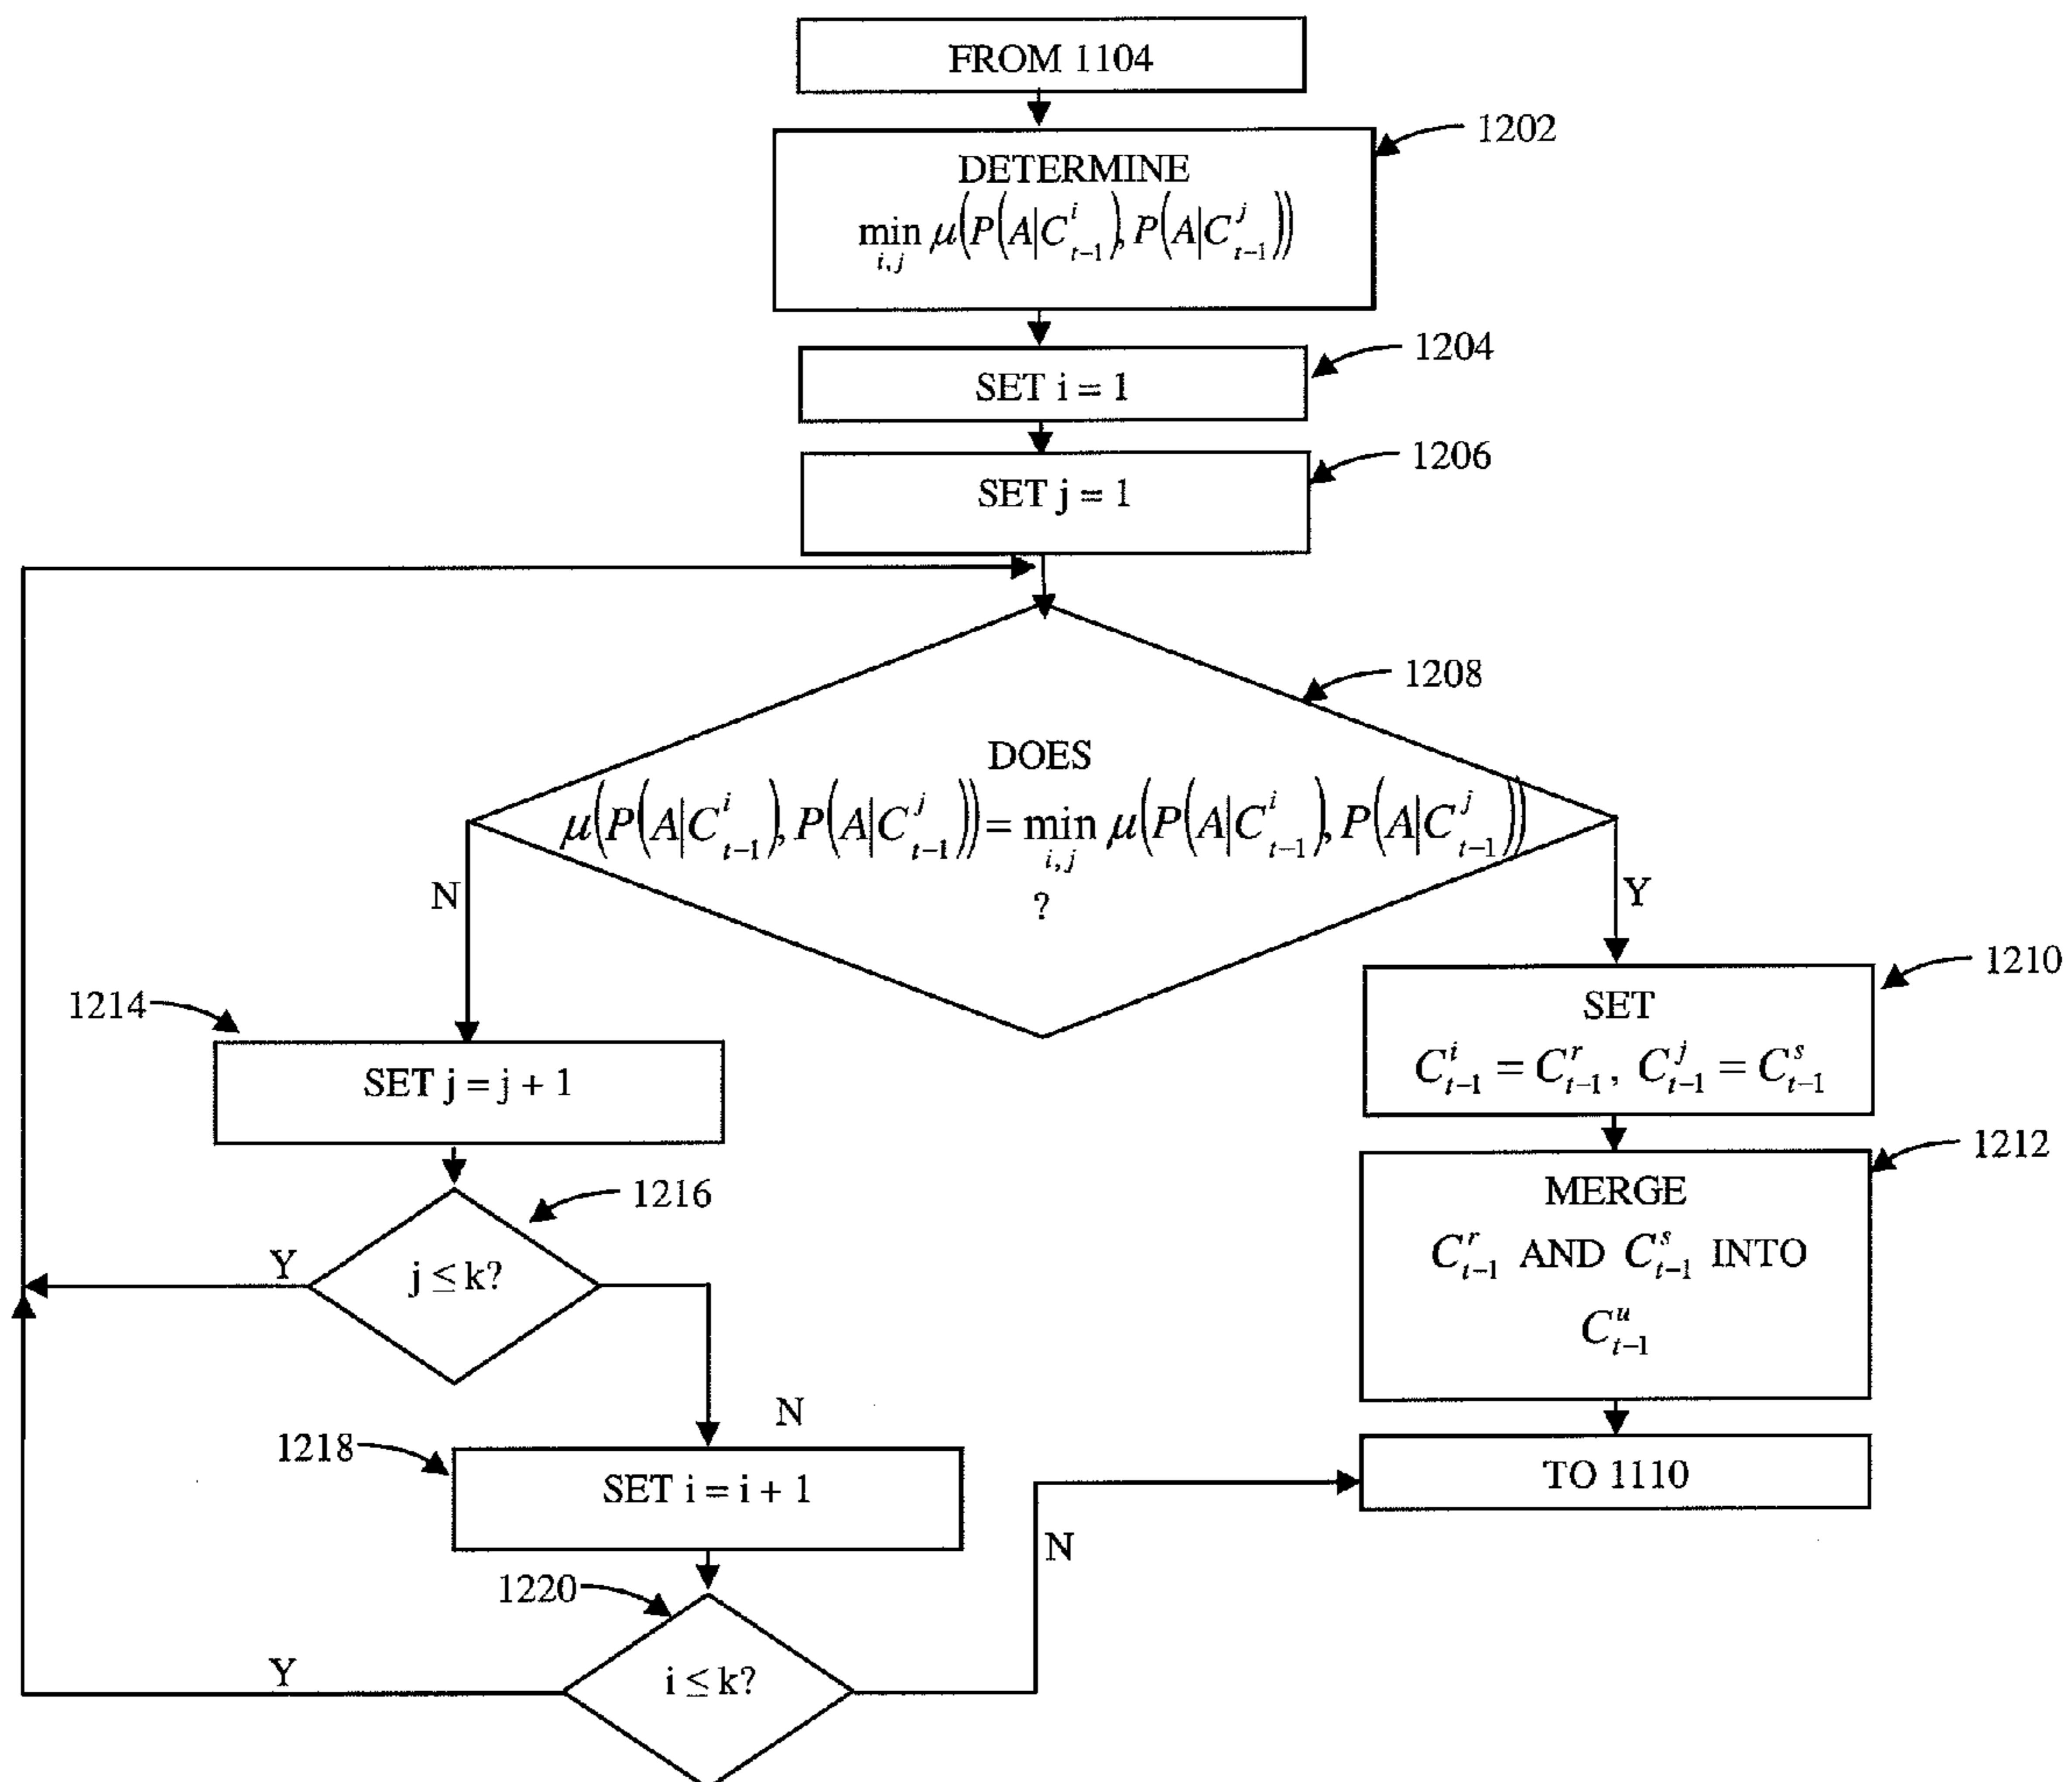 FROM 1104
1202
DETERMINE
min_{i,j} μ(P(A|C^i_{t-1}), P(A|C^j_{t-1}))
1204
SET i = 1
1206
SET j = 1
1208
DOES
μ(P(A|C^i_{t-1}), P(A|C^j_{t-1})) = min_{i,j} μ(P(A|C^i_{t-1}), P(A|C^j_{t-1}))
?
N
Y
1210
SET
C^i_{t-1} = C^r_{t-1}, C^j_{t-1} = C^s_{t-1}
1214
SET j = j + 1
1212
MERGE
C^r_{t-1} AND C^s_{t-1} INTO
C^u_{t-1}
1216
Y
j ≤ k?
N
1218
SET i = i + 1
TO 1110
N
1220
Y
i ≤ k?